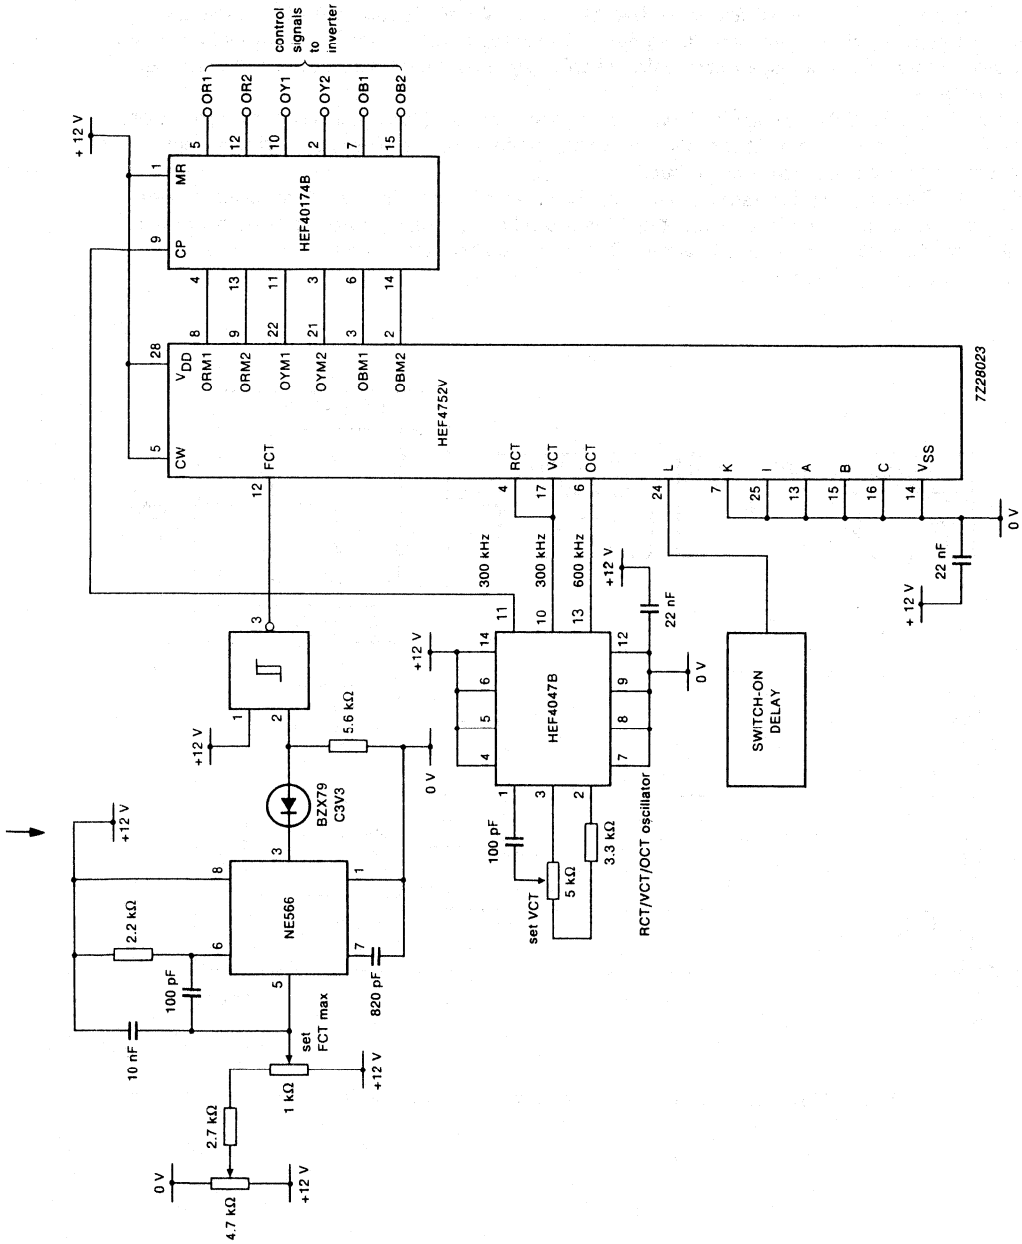 control
signals
to
inverter
OR1
OR2
OY1
OY2
OB1
OB2
5
12
10
2
7
15
+ 12 V
1
MR
9
CP
HEF40174B
4
13
11
3
6
14
8
9
22
21
3
2
28
VDD
ORM1
ORM2
OYM1
OYM2
OBM1
OBM2
5
CW
HEF4752V
FCT
12
RCT
VCT
OCT
L
K
I
A
B
C
VSS
4
17
6
24
7
25
13
15
16
14
7Z28023
0 V
22 nF
+ 12 V
300 kHz
300 kHz
600 kHz
+12 V
22 nF
11
10
13
+12 V
14
6
5
4
HEF4047B
12
9
8
7
0 V
1
3
2
100 pF
set VCT
5 kΩ
3.3 kΩ
RCT/VCT/OCT oscillator
SWITCH-ON
DELAY
3
1
2
+12 V
5.6 kΩ
0 V
BZX79
C3V3
+12 V
3
8
1
NE566
2.2 kΩ
6
7
5
100 pF
820 pF
10 nF
set
FCT max
1 kΩ
+12 V
2.7 kΩ
0 V
4.7 kΩ
+12 V